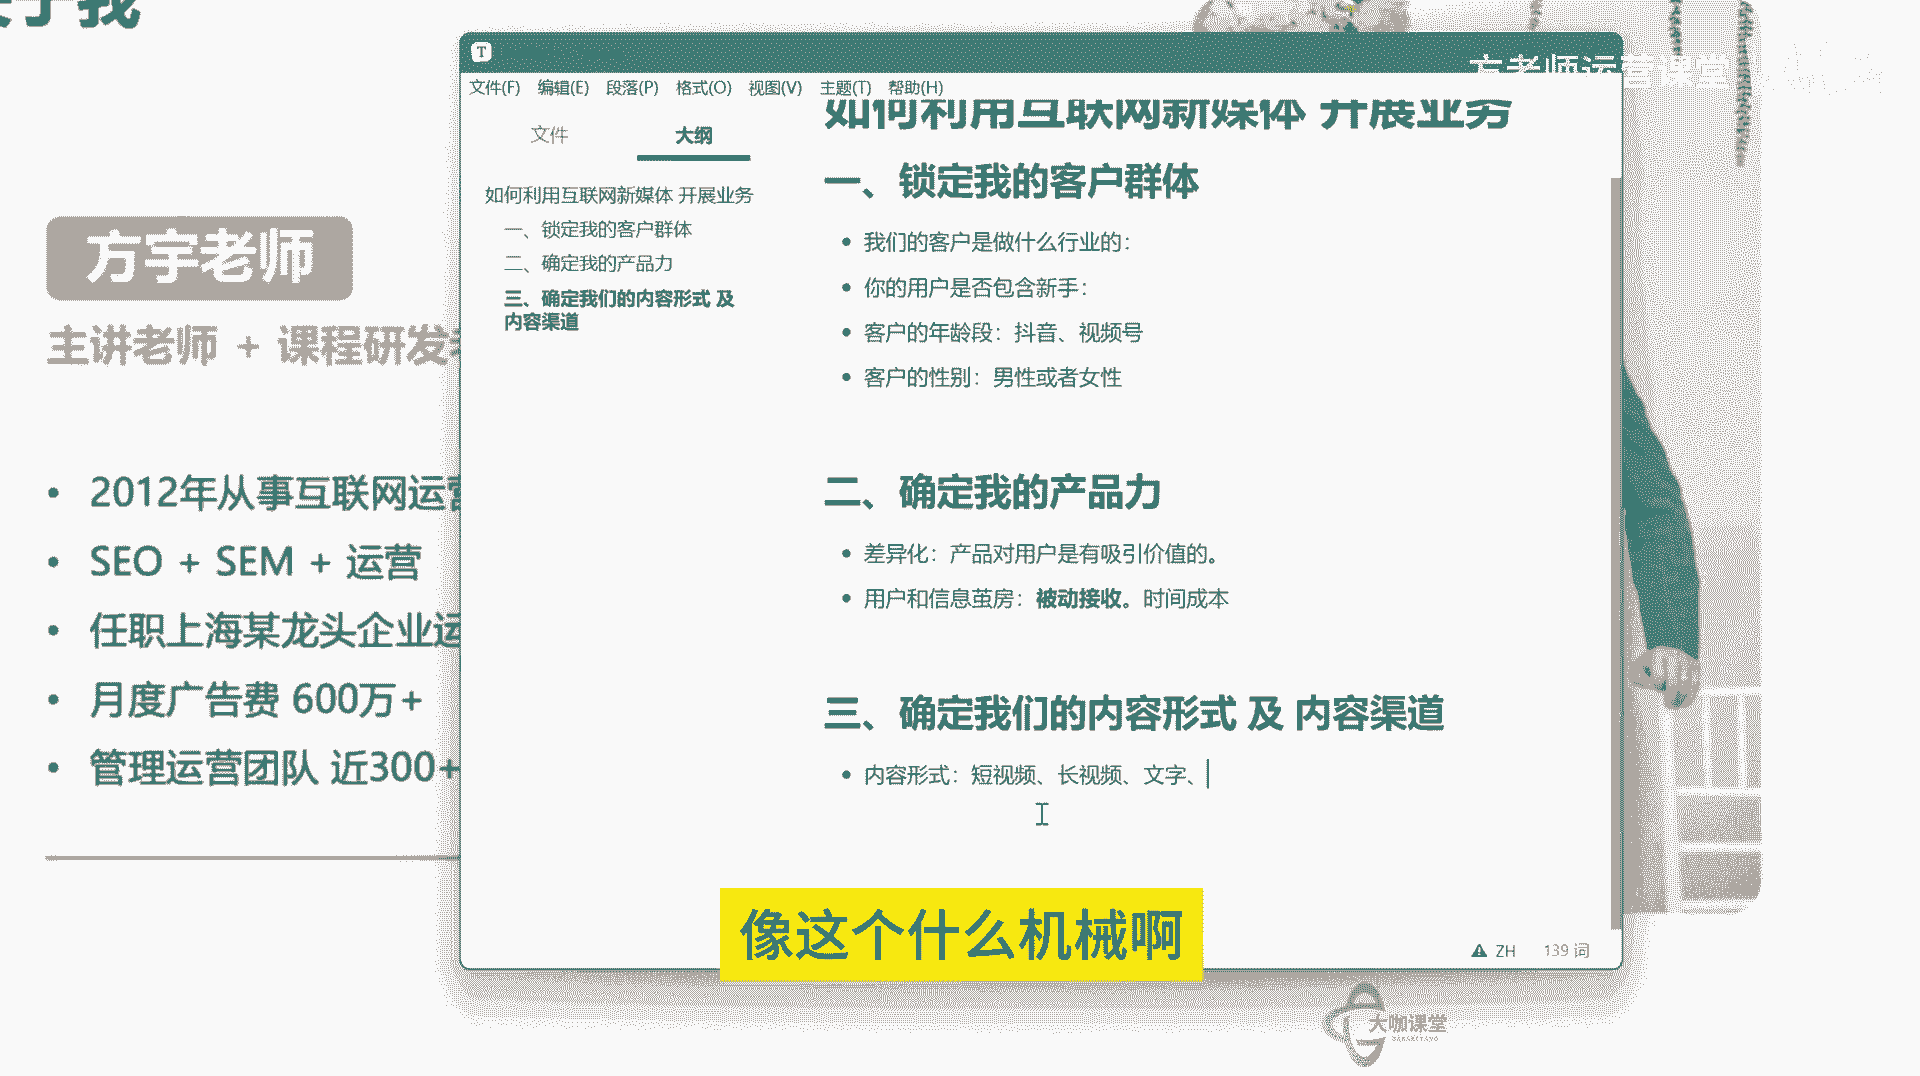 关于我
方宇老师
主讲老师 + 课程研发
2012年从事互联网运营
SEO + SEM + 运营
任职上海某龙头企业运
月度广告费 600万+
管理运营团队 近300+
T
方老师运营课堂
文件(F) 编辑(E) 段落(P) 格式(O) 视图(V) 主题(T) 帮助(H)
文件 大纲
如何利用互联网新媒体 开展业务
一、锁定我的客户群体
二、确定我的产品力
三、确定我们的内容形式 及
内容渠道
如何利用互联网新媒体 开展业务
一、锁定我的客户群体
我们的客户是做什么行业的：
你的用户是否包含新手：
客户的年龄段：抖音、视频号
客户的性别：男性或者女性
二、确定我的产品力
差异化：产品对用户是有吸引价值的。
用户和信息茧房：被动接收。时间成本
三、确定我们的内容形式 及 内容渠道
内容形式：短视频、长视频、文字、
ZH 139 词
像这个什么机械啊
大咖课堂